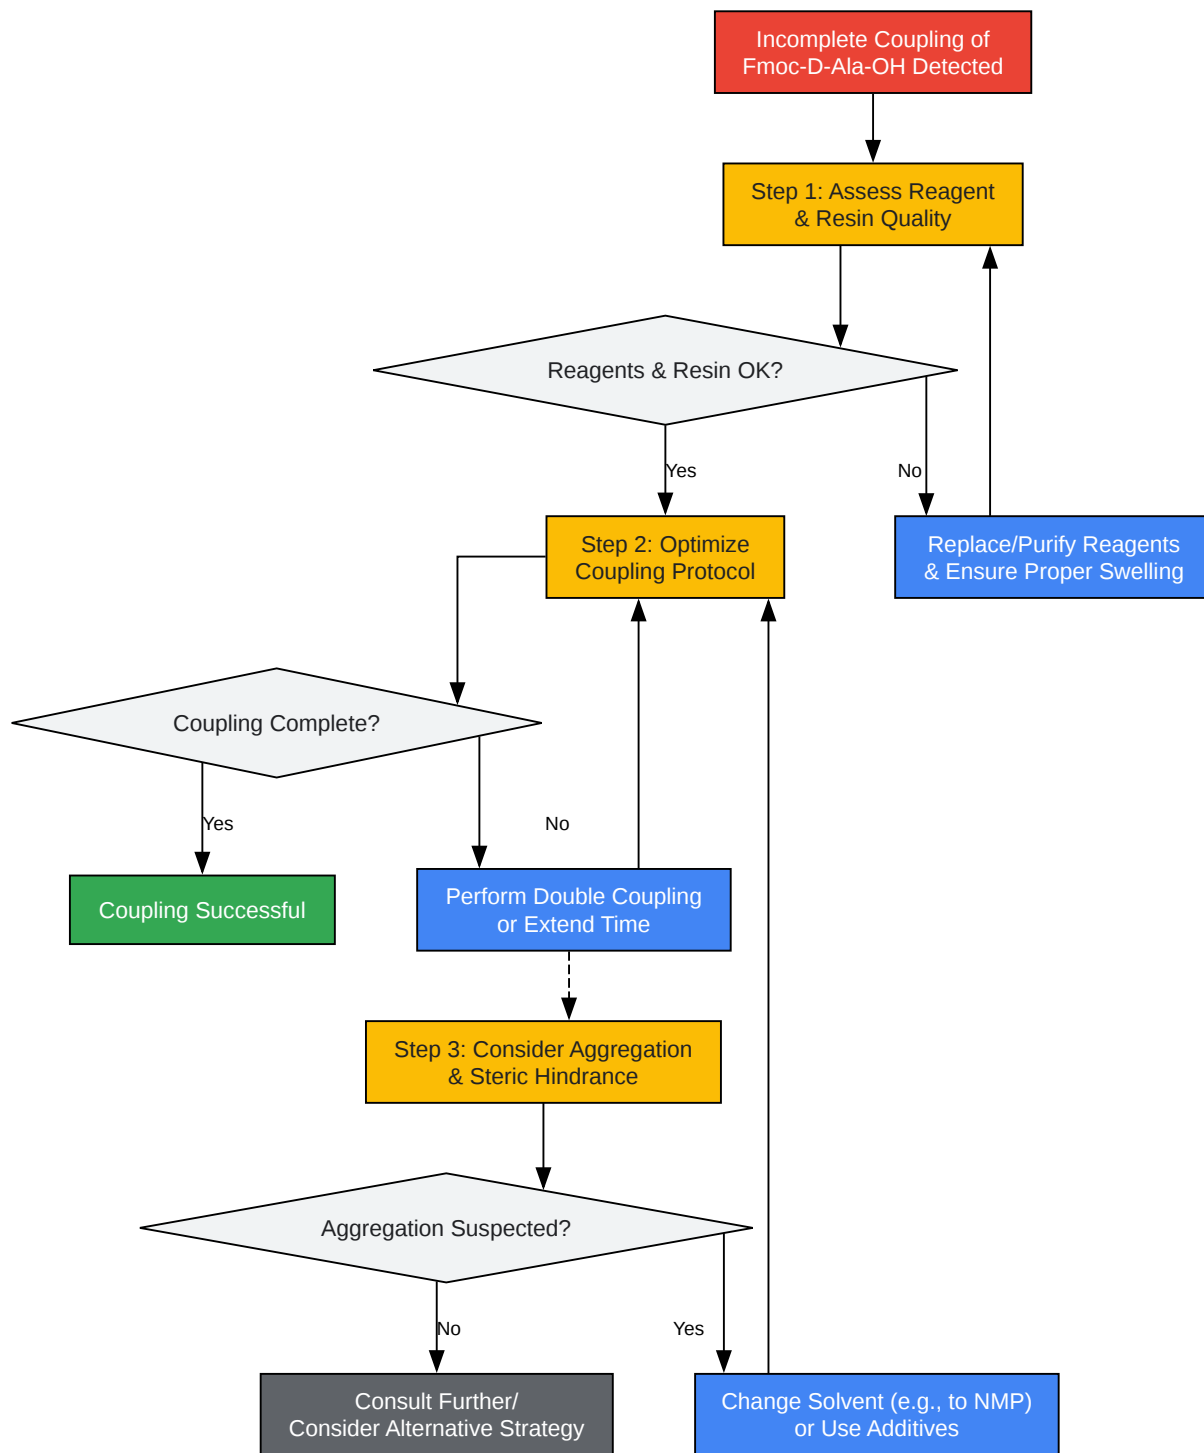 Incomplete Coupling of
Fmoc-D-Ala-OH Detected
Step 1: Assess Reagent
& Resin Quality
Reagents & Resin OK?
Yes
No
Step 2: Optimize
Coupling Protocol
Replace/Purify Reagents
& Ensure Proper Swelling
Coupling Complete?
Yes
No
Coupling Successful
Perform Double Coupling
or Extend Time
Step 3: Consider Aggregation
& Steric Hindrance
Aggregation Suspected?
No
Yes
Consult Further/
Consider Alternative Strategy
Change Solvent (e.g., to NMP)
or Use Additives